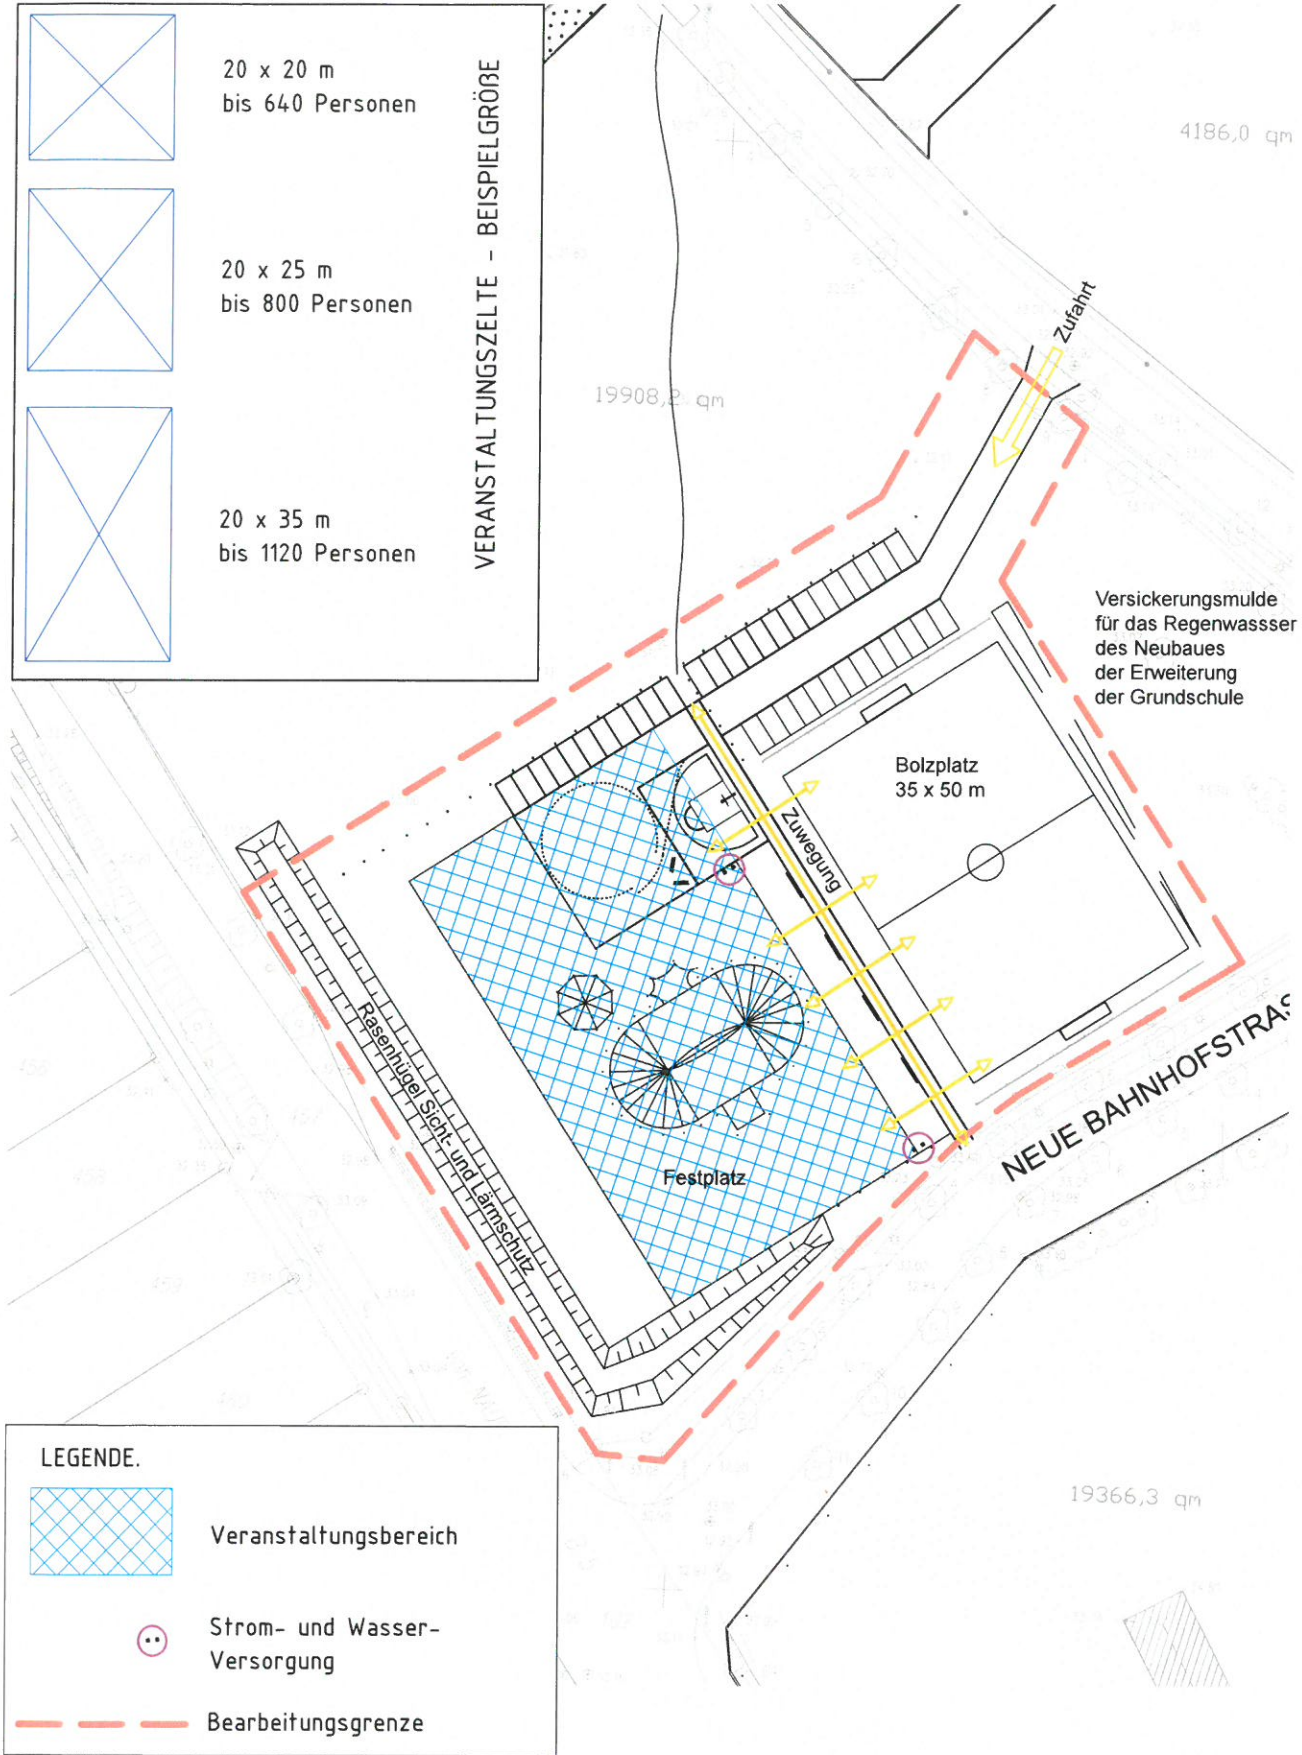 20 x 20 m
bis 640 Personen
20 x 25 m
bis 800 Personen
20 x 35 m
bis 1120 Personen
VERANSTALTUNGSZELTE - BEISPIELGRÖßE
4186,0 qm
19908,2 qm
Zufahrt
Versickerungsmulde
für das Regenwassser
des Neubaues
der Erweiterung
der Grundschule
Bolzplatz
35 x 50 m
Zuwegung
Rasenhügel Sicht- und Lärmschutz
Festplatz
NEUE BAHNHOFSTRAS
19366,3 qm
LEGENDE.
Veranstaltungsbereich
Strom- und Wasser-
Versorgung
Bearbeitungsgrenze